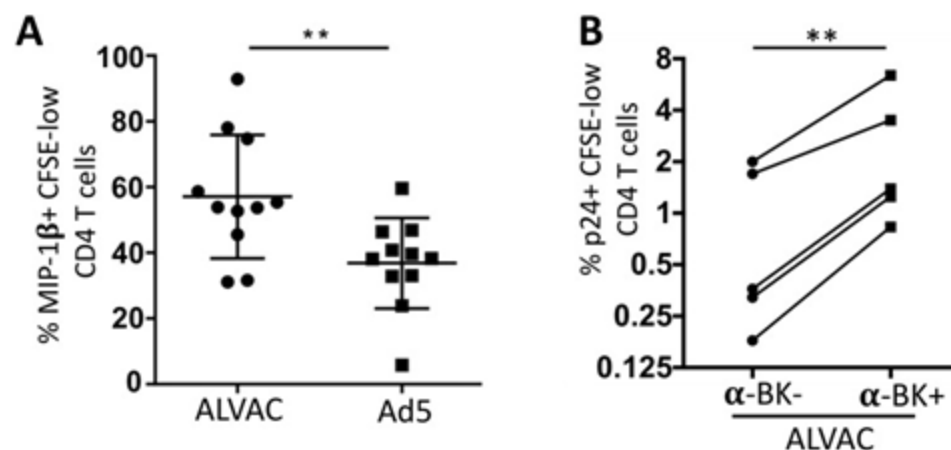 A
**
% MIP-1β+ CFSE-low
CD4 T cells
100
80
60
40
20
0
ALVAC
Ad5
B
**
% p24+ CFSE-low
CD4 T cells
8
4
2
1
0.5
0.25
0.125
α-BK-
α-BK+
ALVAC